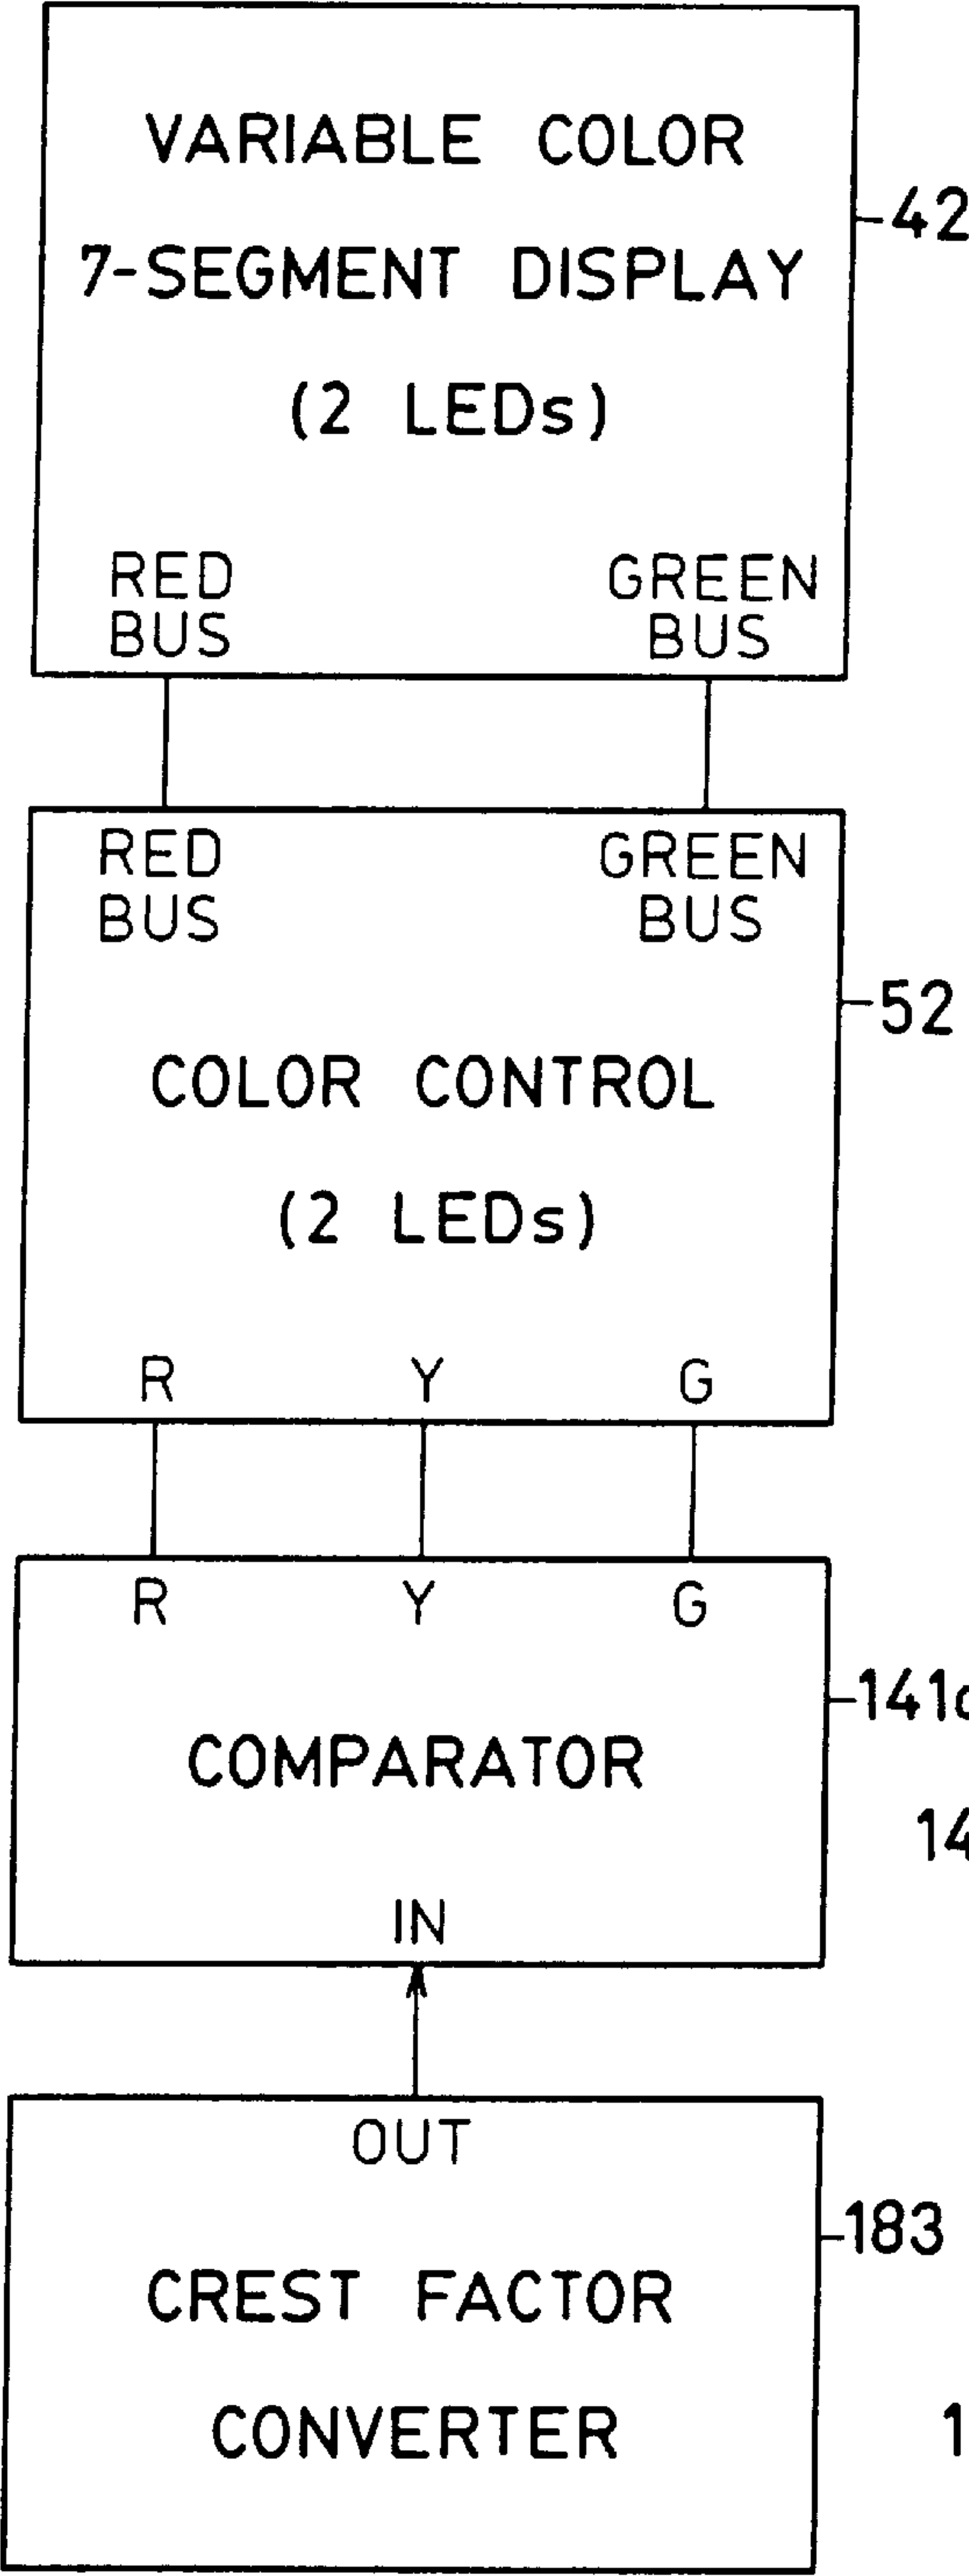 VARIABLE COLOR
7-SEGMENT DISPLAY
(2 LEDs)
42
RED BUS
GREEN BUS
RED BUS
GREEN BUS
52
COLOR CONTROL
(2 LEDs)
R Y G
R Y G
COMPARATOR
IN
OUT
183
CREST FACTOR
CONVERTER